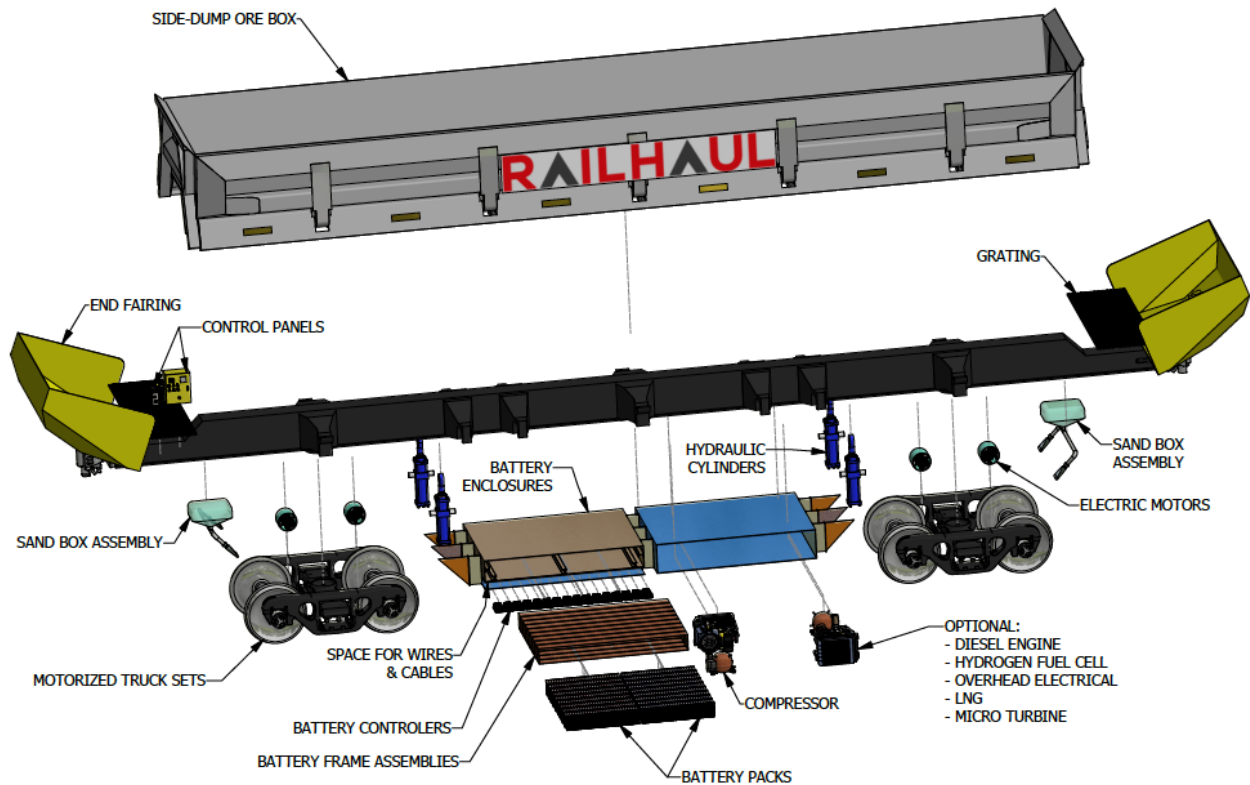 SIDE-DUMP ORE BOX
RAILHAUL
GRATING
END FAIRING
CONTROL PANELS
HYDRAULIC
CYLINDERS
SAND BOX
ASSEMBLY
BATTERY
ENCLOSURES
ELECTRIC MOTORS
SAND BOX ASSEMBLY
SPACE FOR WIRES
& CABLES
OPTIONAL:
- DIESEL ENGINE
- HYDROGEN FUEL CELL
- OVERHEAD ELECTRICAL
- LNG
- MICRO TURBINE
MOTORIZED TRUCK SETS
COMPRESSOR
BATTERY CONTROLERS
BATTERY FRAME ASSEMBLIES
BATTERY PACKS